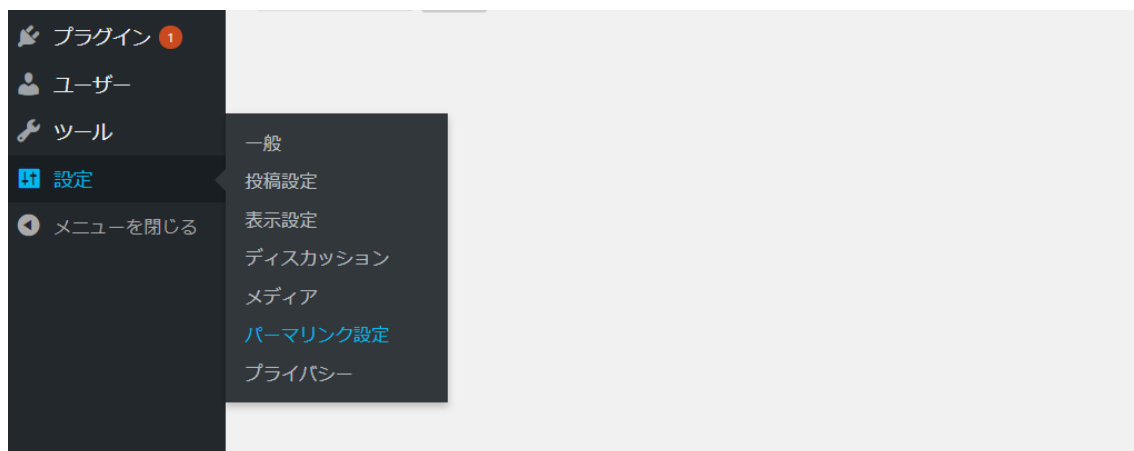 プラグイン 1
ユーザー
ツール
設定
メニューを閉じる
一般
投稿設定
表示設定
ディスカッション
メディア
パーマリンク設定
プライバシー